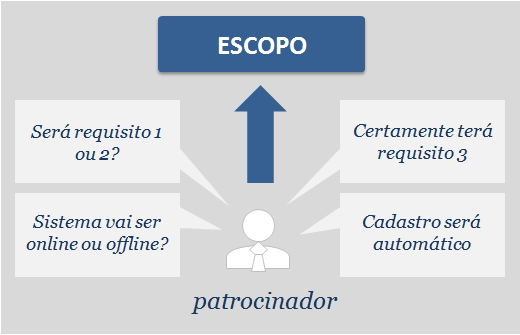 ESCOPO
Será requisito 1
ou 2?
Certamente terá
requisito 3
Sistema vai ser
online ou offline?
Cadastro será
automático
patrocinador